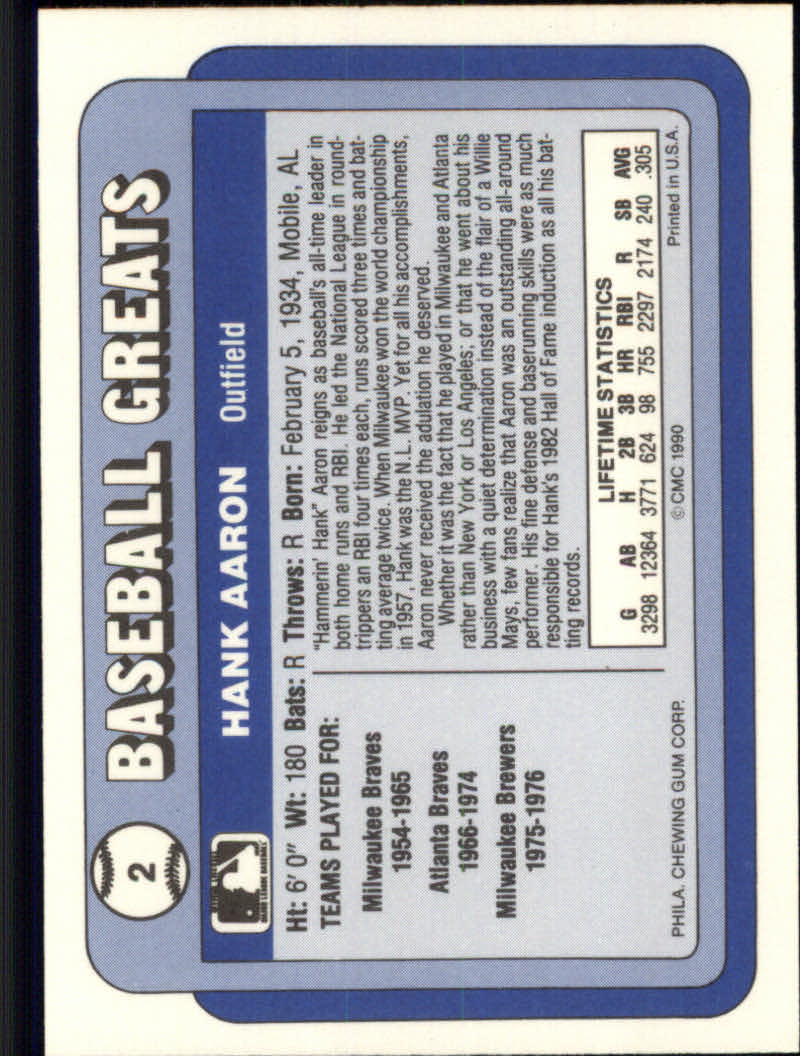 2
BASEBALL GREATS
HANK AARON Outfield
Ht: 6' 0" Wt: 180 Bats: R Throws: R Born: February 5, 1934, Mobile, AL
TEAMS PLAYED FOR:
Milwaukee Braves
1954-1965
Atlanta Braves
1966-1974
Milwaukee Brewers
1975-1976
"Hammerin' Hank" Aaron reigns as baseball's all-time leader in
both home runs and RBI. He led the National League in round-
trippers an RBI four times each, runs scored three times and bat-
ting average twice. When Milwaukee won the world championship
in 1957, Hank was the N.L. MVP. Yet for all his accomplishments,
Aaron never received the adulation he deserved.
Whether it was the fact that he played in Milwaukee and Atlanta
rather than New York or Los Angeles; or that he went about his
business with a quiet determination instead of the flair of a Willie
Mays, few fans realize that Aaron was an outstanding all-around
performer. His fine defense and baserunning skills were as much
responsible for Hank's 1982 Hall of Fame induction as all his bat-
ting records.
LIFETIME STATISTICS
G AB H 2B 3B HR RBI R SB AVG
3298 12364 3771 624 98 755 2297 2174 240 .305
PHILA. CHEWING GUM CORP. © CMC 1990 Printed in U.S.A.